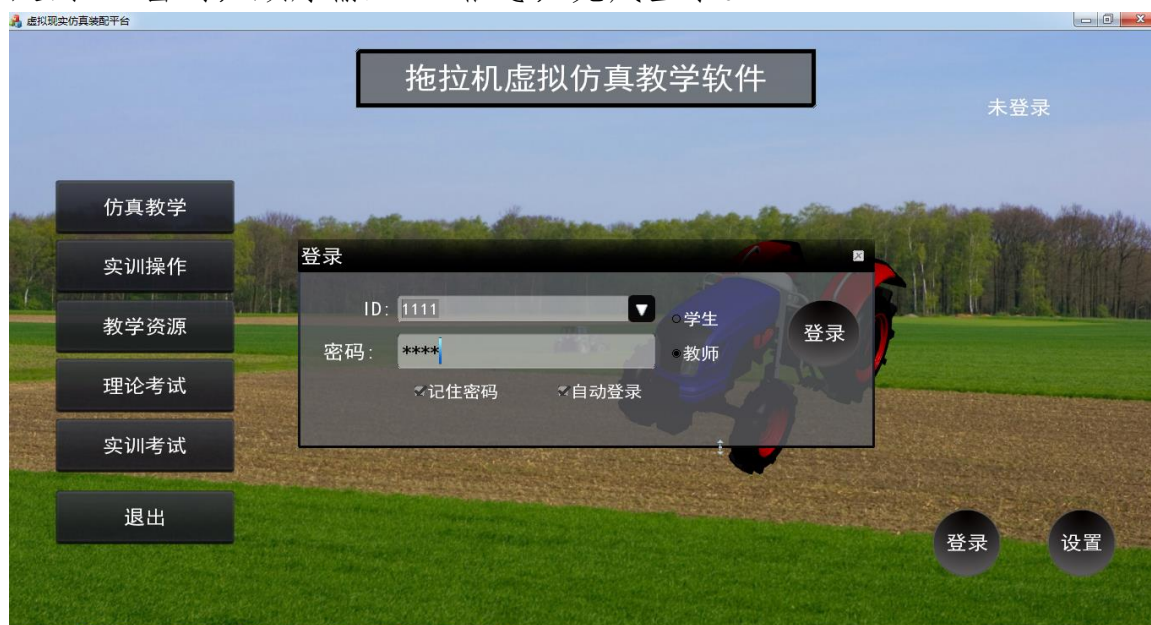 虚拟现实仿真装配平台
拖拉机虚拟仿真教学软件
未登录
仿真教学
实训操作
教学资源
理论考试
实训考试
退出
登录
ID: 1111
密码: ****
学生
教师
登录
记住密码 自动登录
登录 设置